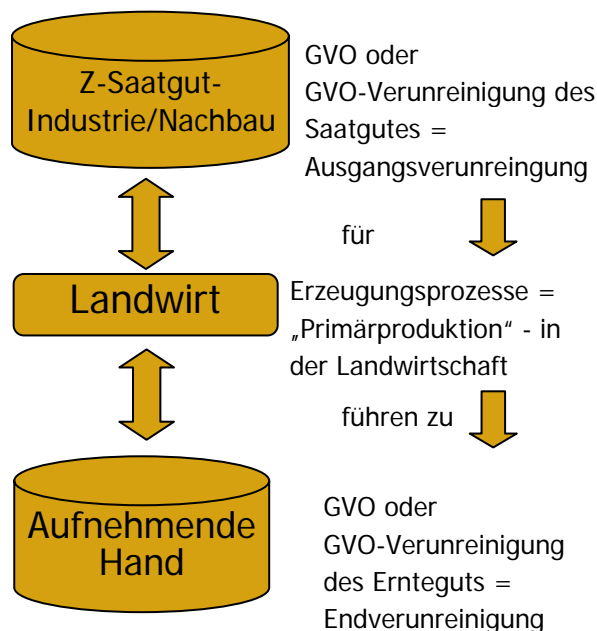 Z-Saatgut-
Industrie/Nachbau
GVO oder
GVO-Verunreinigung des
Saatgutes =
Ausgangsverunreingung
für
Landwirt
Erzeugungsprozesse =
„Primärproduktion“ - in
der Landwirtschaft
führen zu
Aufnehmende
Hand
GVO oder
GVO-Verunreinigung
des Ernteguts =
Endverunreinigung